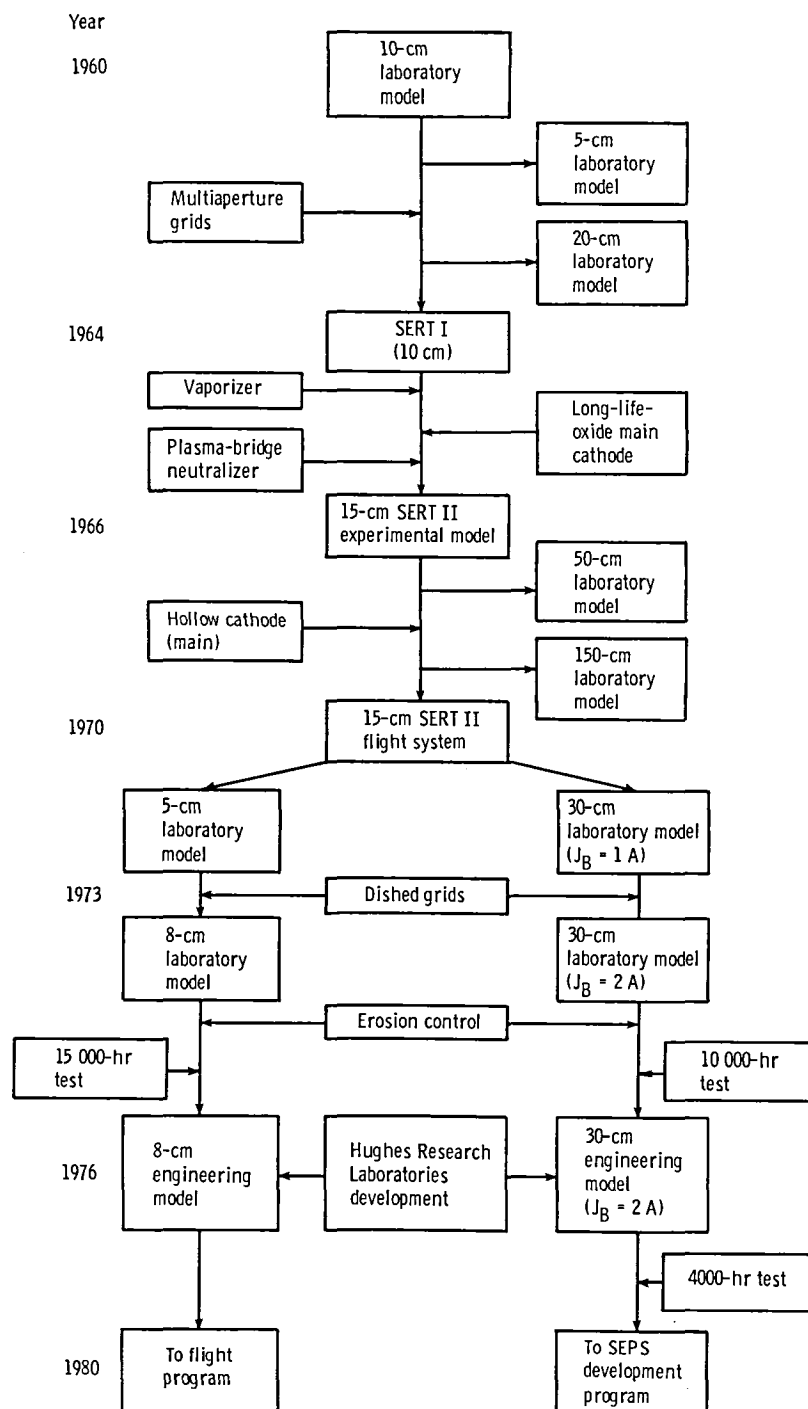 Year
1960
10-cm
laboratory
model
5-cm
laboratory
model
Multiaperture
grids
20-cm
laboratory
model
1964
SERT I
(10 cm)
Vaporizer
Long-life-
oxide main
cathode
Plasma-bridge
neutralizer
1966
15-cm SERT II
experimental model
50-cm
laboratory
model
Hollow cathode
(main)
150-cm
laboratory
model
1970
15-cm SERT II
flight system
5-cm
laboratory
model
30-cm
laboratory model
(J_B = 1 A)
1973
Dished grids
8-cm
laboratory
model
30-cm
laboratory model
(J_B = 2 A)
Erosion control
15 000-hr
test
10 000-hr
test
1976
8-cm
engineering
model
Hughes Research
Laboratories
development
30-cm
engineering
model
(J_B = 2 A)
4000-hr test
1980
To flight
program
To SEPS
development
program